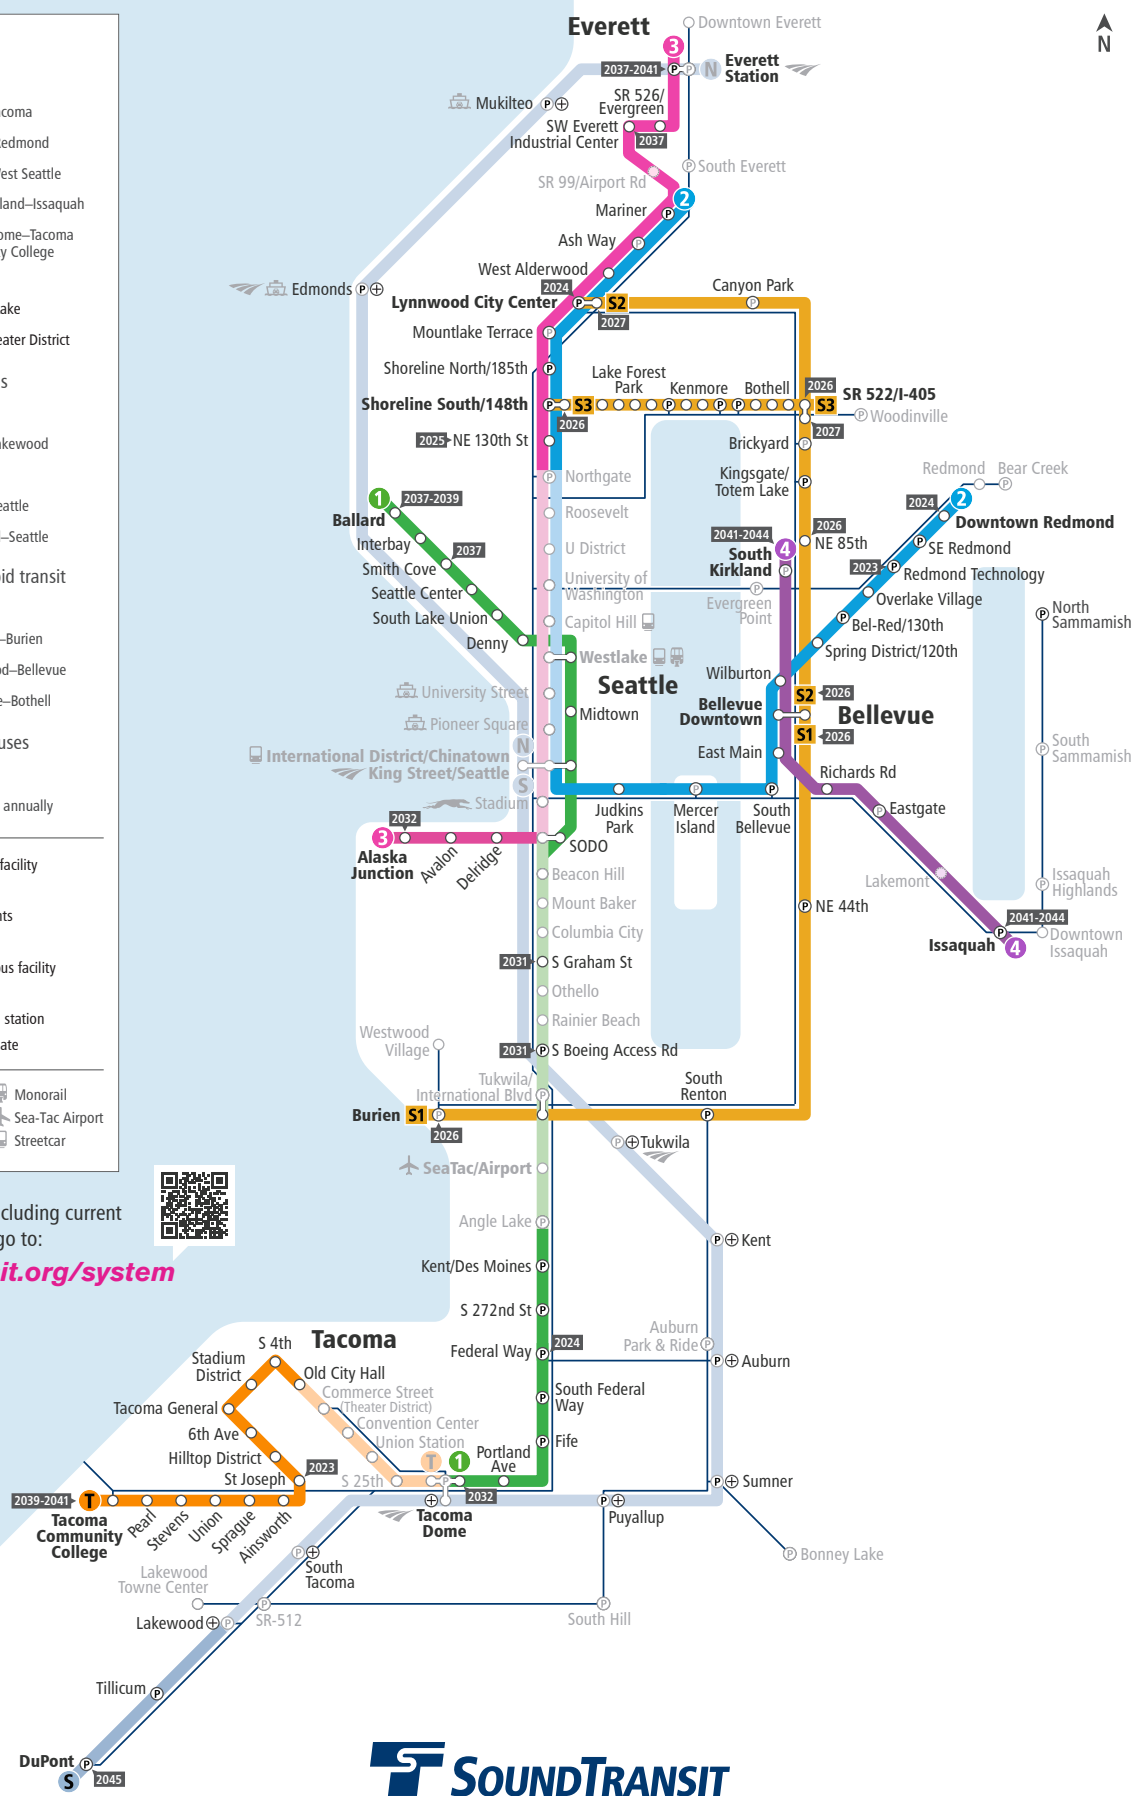 Everett
Downtown Everett
N
3
2037-2041
P
P
N
Everett
Station
Mukilteo
P
SR 526/
Evergreen
SW Everett
Industrial Center
2037
South Everett
P
SR 99/Airport Rd
2
Mariner
P
Ash Way
P
West Alderwood
Canyon Park
P
2024
Edmonds
P
Lynnwood City Center
P
S2
2027
Mountlake Terrace
P
Shoreline North/185th
P
Lake Forest
Park
Kenmore
Bothell
2026
SR 522/I-405
Shoreline South/148th
P
S3
P
P
P
S3
Woodinville
P
2026
2027
2025
NE 130th St
Brickyard
P
Northgate
P
Kingsgate/
Totem Lake
P
Redmond
Bear Creek
P
1
2037-2039
Ballard
Roosevelt
2024
2
Downtown Redmond
Interbay
2037
U District
2041-2044
South
Kirkland
4
P
2026
NE 85th
SE Redmond
P
Smith Cove
2023
Redmond Technology
P
Seattle Center
University of
Washington
Evergreen
Point
P
Overlake Village
South Lake Union
Capitol Hill
Bel-Red/130th
P
North
Sammamish
P
Denny
Westlake
Spring District/120th
Seattle
Wilburton
University Street
S2
2026
Bellevue
Downtown
Bellevue
Midtown
Pioneer Square
S1
2026
N
International District/Chinatown
King Street/Seattle
S
East Main
South
Sammamish
P
Stadium
Judkins
Park
Mercer
Island
P
South
Bellevue
P
Richards Rd
Eastgate
P
2032
3
Alaska
Junction
Avalon
Delridge
SODO
Beacon Hill
Lakemont
Issaquah
Highlands
P
Mount Baker
NE 44th
P
Columbia City
2041-2044
Issaquah
P
4
Downtown
Issaquah
2031
S Graham St
Othello
Rainier Beach
Westwood
Village
2031
S Boeing Access Rd
P
Tukwila/
International Blvd
P
South
Renton
P
Burien
S1
P
2026
Tukwila
P
SeaTac/Airport
Angle Lake
P
Kent
P
Kent/Des Moines
P
S 272nd St
P
Federal Way
P
2024
Auburn
Park & Ride
P
Auburn
P
South Federal
Way
P
Fife
P
Tacoma
S 4th
Stadium
District
Old City Hall
Commerce Street
(Theater District)
Tacoma General
Convention Center
6th Ave
Union Station
Hilltop District
St Joseph
2023
S 25th
T
1
P
Portland
Ave
2032
Sumner
P
2039-2041
T
Tacoma
Community
College
Pearl
Stevens
Union
Sprague
Ainsworth
Tacoma
Dome
Puyallup
P
South
Tacoma
P
Bonney Lake
P
Lakewood
Towne Center
Lakewood
P
SR-512
P
South Hill
P
Tillicum
P
DuPont
P
S
2045
coma
Redmond
est Seattle
land–Issaquah
ome–Tacoma
y College
ake
eater District
s
akewood
eattle
l–Seattle
id transit
–Burien
od–Bellevue
e–Bothell
uses
annually
facility
nts
ous facility
station
ate
Monorail
Sea-Tac Airport
Streetcar
cluding current
go to:
it.org/system
SOUNDTRANSIT